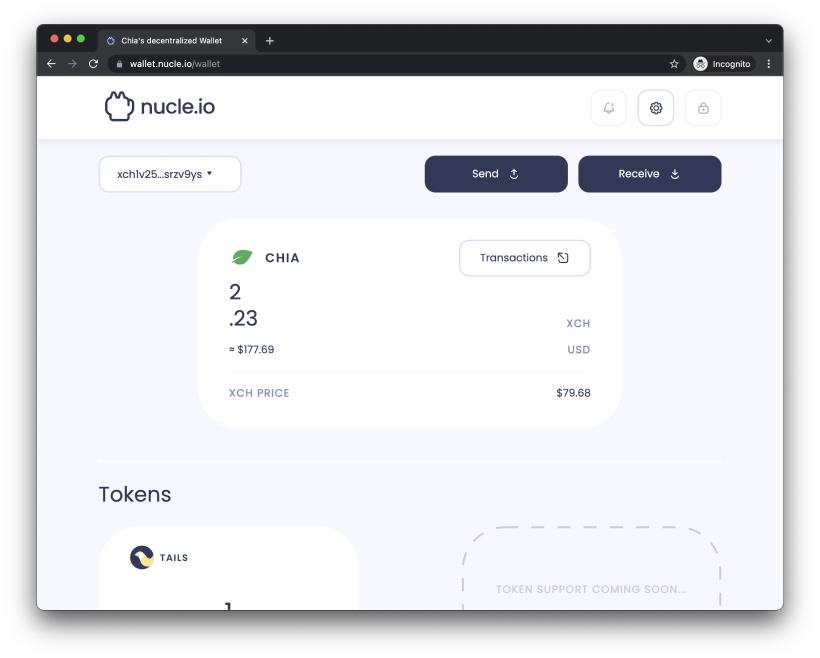 Chia's decentralized Wallet
wallet.nucle.io/wallet
Incognito
nucle.io
xch1v25...srzv9ys
Send
Receive
CHIA
Transactions
2
.23
XCH
≈ $177.69
USD
XCH PRICE
$79.68
Tokens
TAILS
TOKEN SUPPORT COMING SOON...
1